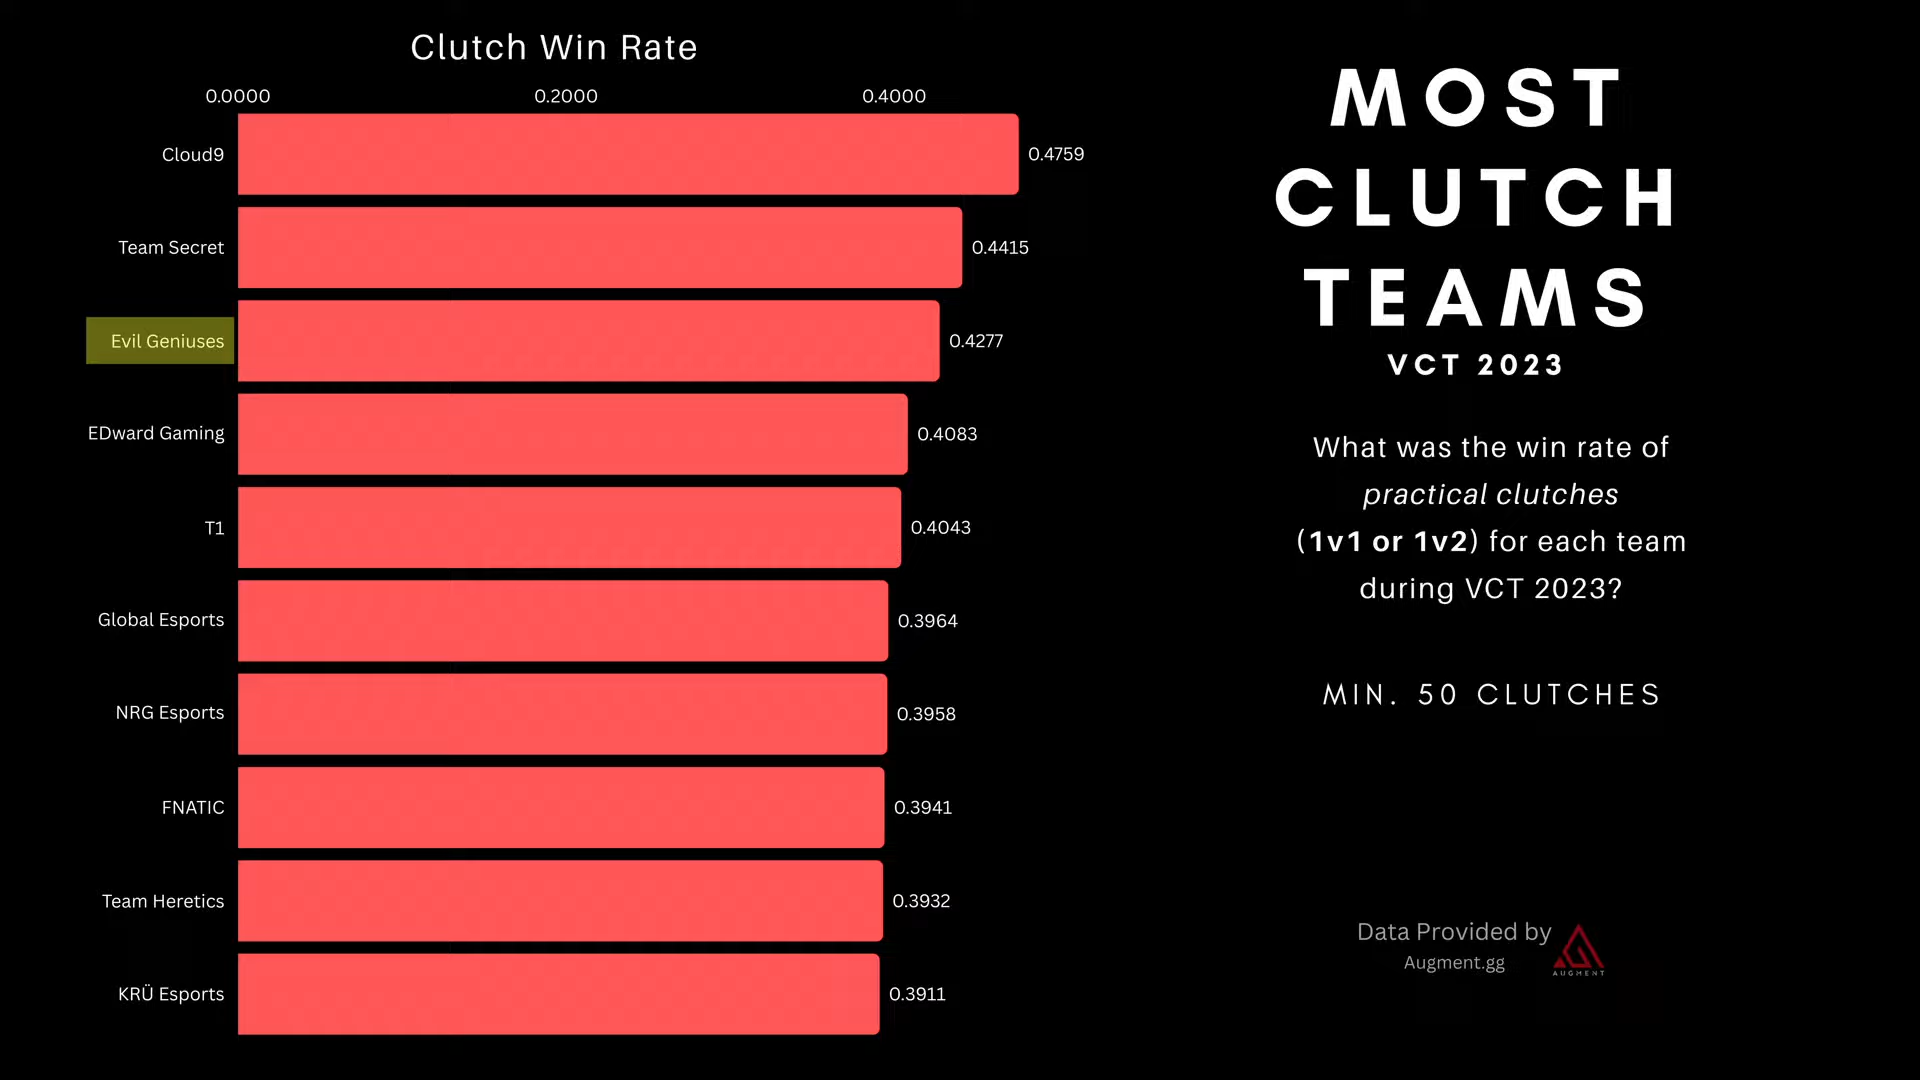 Clutch Win Rate
0.0000 0.2000 0.4000
Cloud9 0.4759
Team Secret 0.4415
Evil Geniuses 0.4277
EDward Gaming 0.4083
T1 0.4043
Global Esports 0.3964
NRG Esports 0.3958
FNATIC 0.3941
Team Heretics 0.3932
KRÜ Esports 0.3911
MOST
CLUTCH
TEAMS
VCT 2023
What was the win rate of
practical clutches
(1v1 or 1v2) for each team
during VCT 2023?
MIN. 50 CLUTCHES
Data Provided by
Augment.gg
AUGMENT